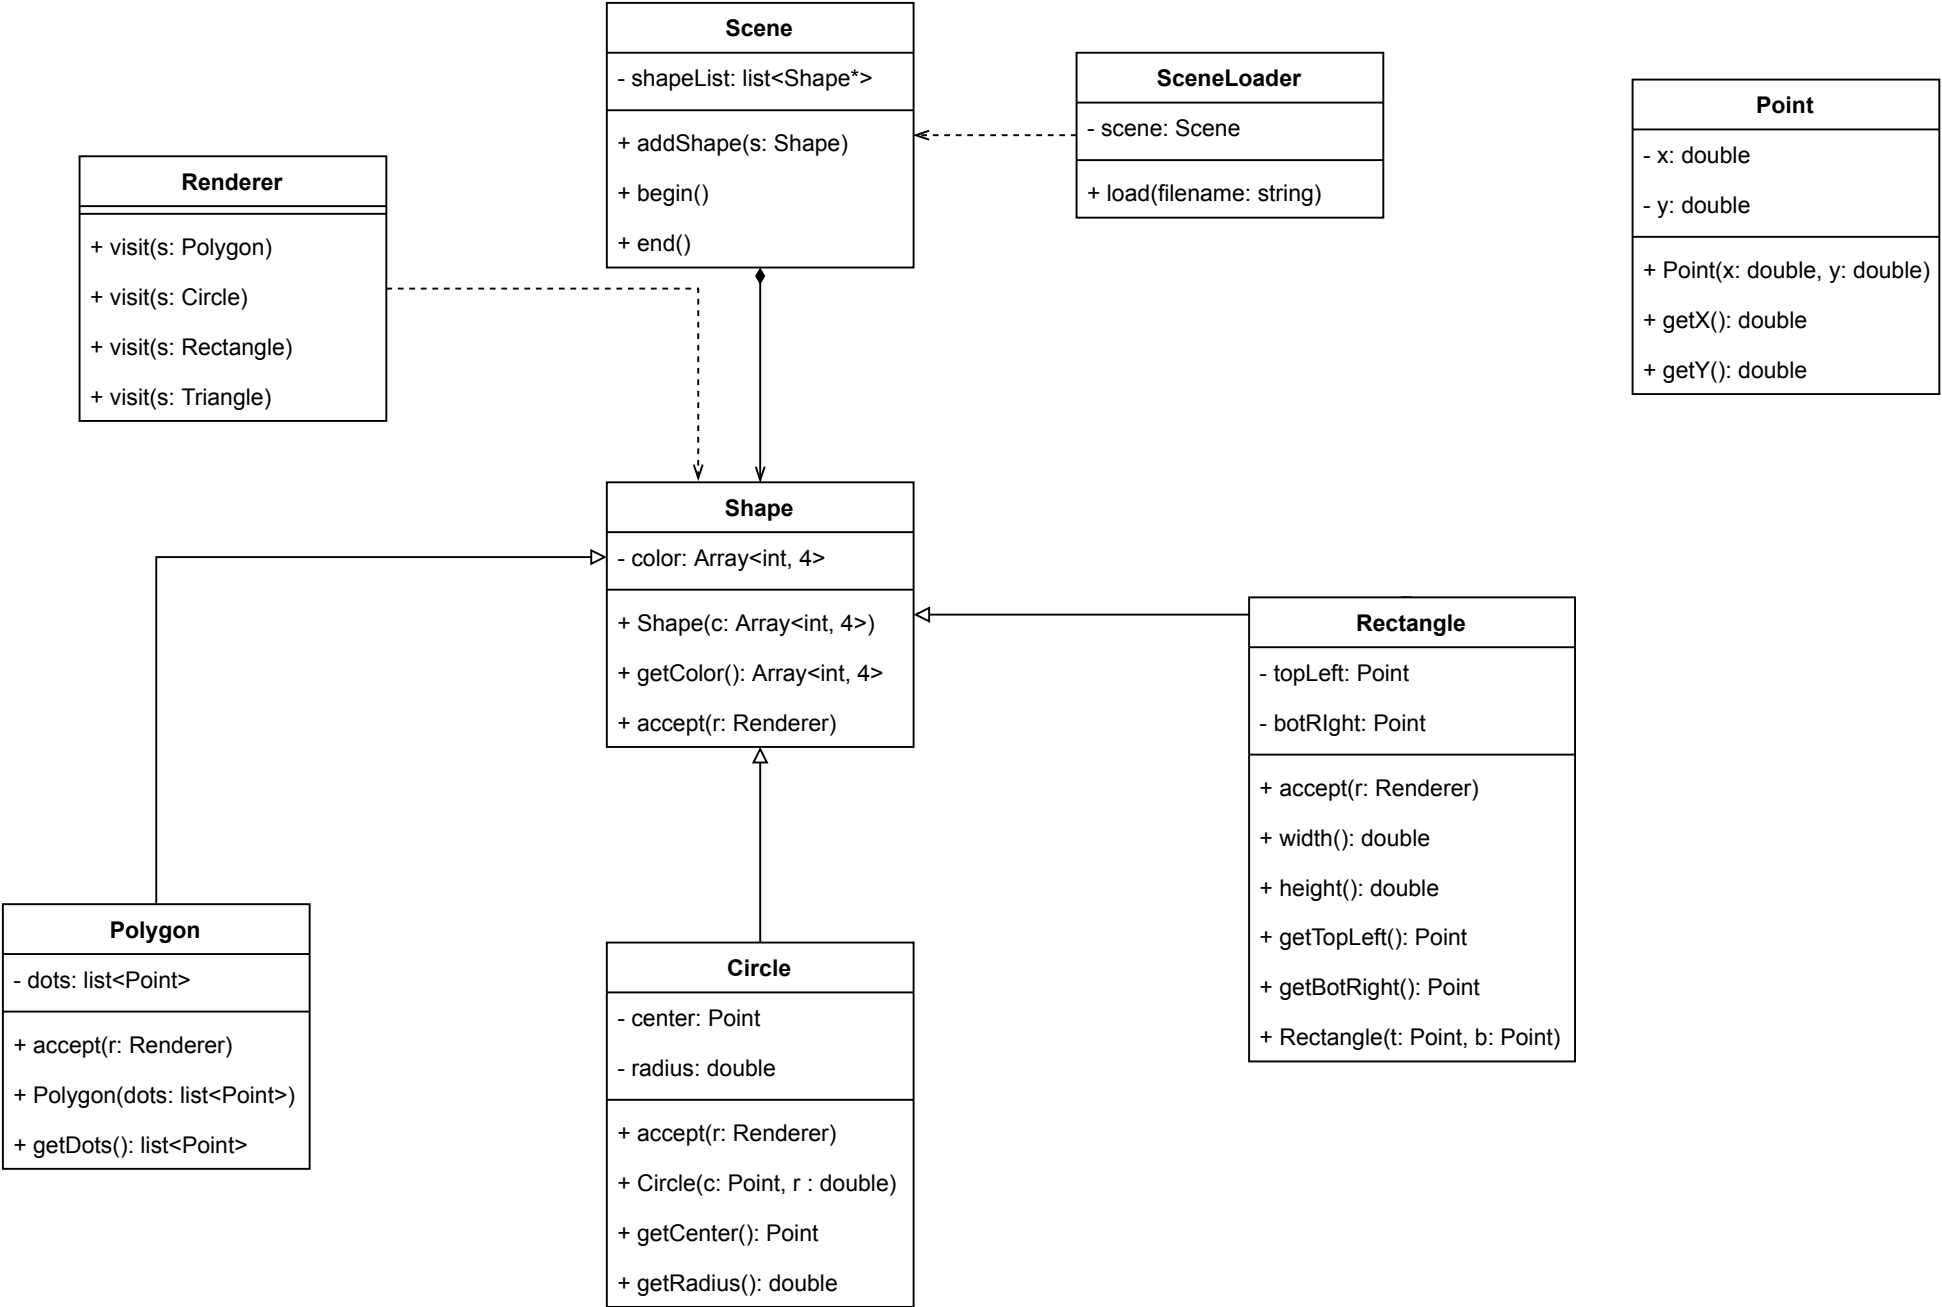 Scene
- shapeList: list<Shape*>
+ addShape(s: Shape)
+ begin()
+ end()
SceneLoader
- scene: Scene
+ load(filename: string)
Point
- x: double
- y: double
+ Point(x: double, y: double)
+ getX(): double
+ getY(): double
Renderer
+ visit(s: Polygon)
+ visit(s: Circle)
+ visit(s: Rectangle)
+ visit(s: Triangle)
Shape
- color: Array<int, 4>
+ Shape(c: Array<int, 4>)
+ getColor(): Array<int, 4>
+ accept(r: Renderer)
Rectangle
- topLeft: Point
- botRIght: Point
+ accept(r: Renderer)
+ width(): double
+ height(): double
+ getTopLeft(): Point
+ getBotRight(): Point
+ Rectangle(t: Point, b: Point)
Polygon
- dots: list<Point>
+ accept(r: Renderer)
+ Polygon(dots: list<Point>)
+ getDots(): list<Point>
Circle
- center: Point
- radius: double
+ accept(r: Renderer)
+ Circle(c: Point, r : double)
+ getCenter(): Point
+ getRadius(): double